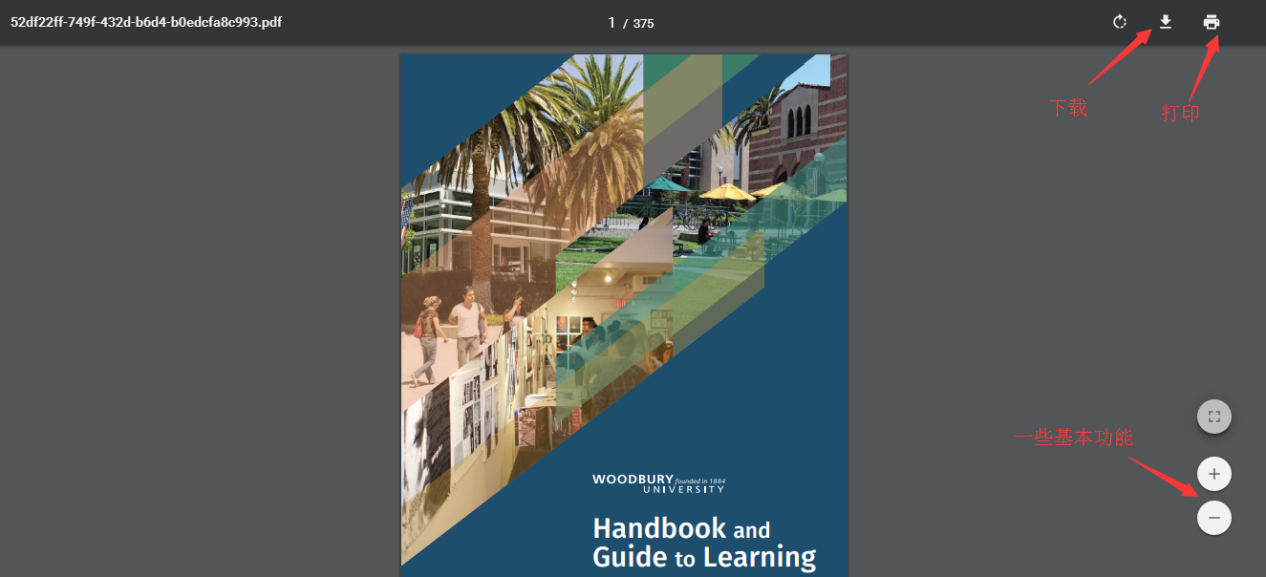 52df22ff-749f-432d-b6d4-b0edcfa8c993.pdf
1 / 375
下载
打印
一些基本功能
WOODBURY founded in 1884
UNIVERSITY
Handbook and
Guide to Learning